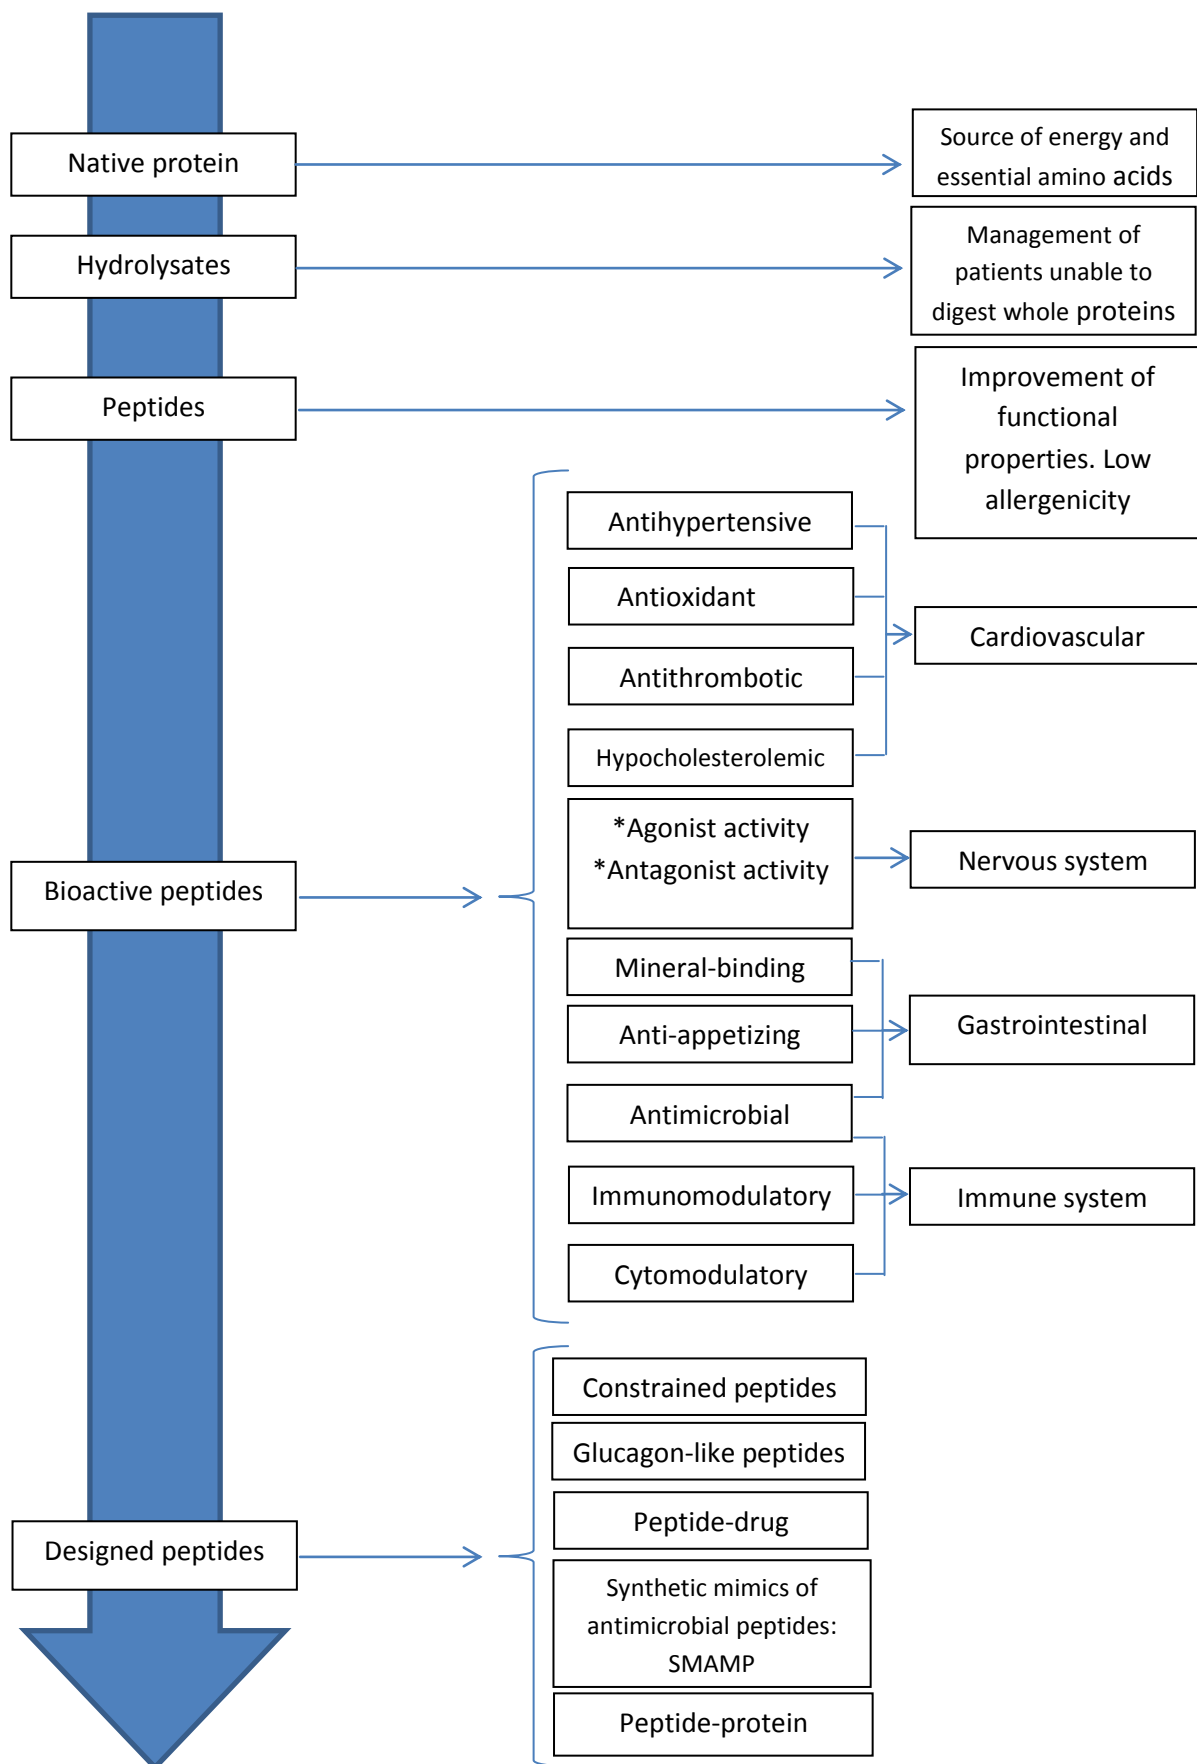 Native protein
Source of energy and
essential amino acids
Hydrolysates
Management of
patients unable to
digest whole proteins
Peptides
Improvement of
functional
properties. Low
allergenicity
Bioactive peptides
Antihypertensive
Antioxidant
Antithrombotic
Hypocholesterolemic
Cardiovascular
*Agonist activity
*Antagonist activity
Nervous system
Mineral-binding
Anti-appetizing
Antimicrobial
Gastrointestinal
Immunomodulatory
Cytomodulatory
Immune system
Designed peptides
Constrained peptides
Glucagon-like peptides
Peptide-drug
Synthetic mimics of
antimicrobial peptides:
SMAMP
Peptide-protein